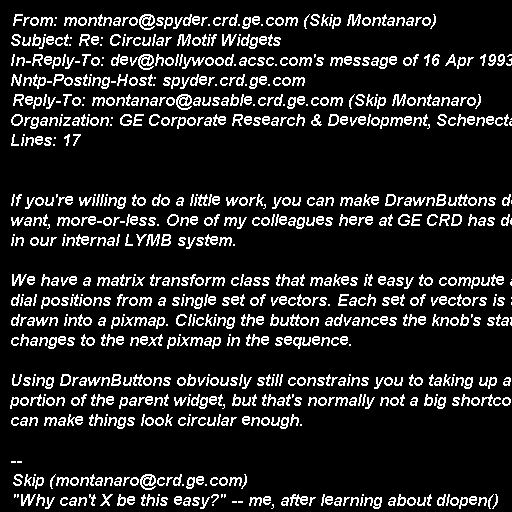 From: montnaro@spyder.crd.ge.com (Skip Montanaro)
Subject: Re: Circular Motif Widgets
In-Reply-To: dev@hollywood.acsc.com's message of 16 Apr 1993
Nntp-Posting-Host: spyder.crd.ge.com
Reply-To: montanaro@ausable.crd.ge.com (Skip Montanaro)
Organization: GE Corporate Research & Development, Schenecta
Lines: 17
If you're willing to do a little work, you can make DrawnButtons d
want, more-or-less. One of my colleagues here at GE CRD has d
in our internal LYMB system.
We have a matrix transform class that makes it easy to compute a
dial positions from a single set of vectors. Each set of vectors is
drawn into a pixmap. Clicking the button advances the knob's stat
changes to the next pixmap in the sequence.
Using DrawnButtons obviously still constrains you to taking up a
portion of the parent widget, but that's normally not a big shortco
can make things look circular enough.
--
Skip (montanaro@crd.ge.com)
"Why can't X be this easy?" -- me, after learning about dlopen()